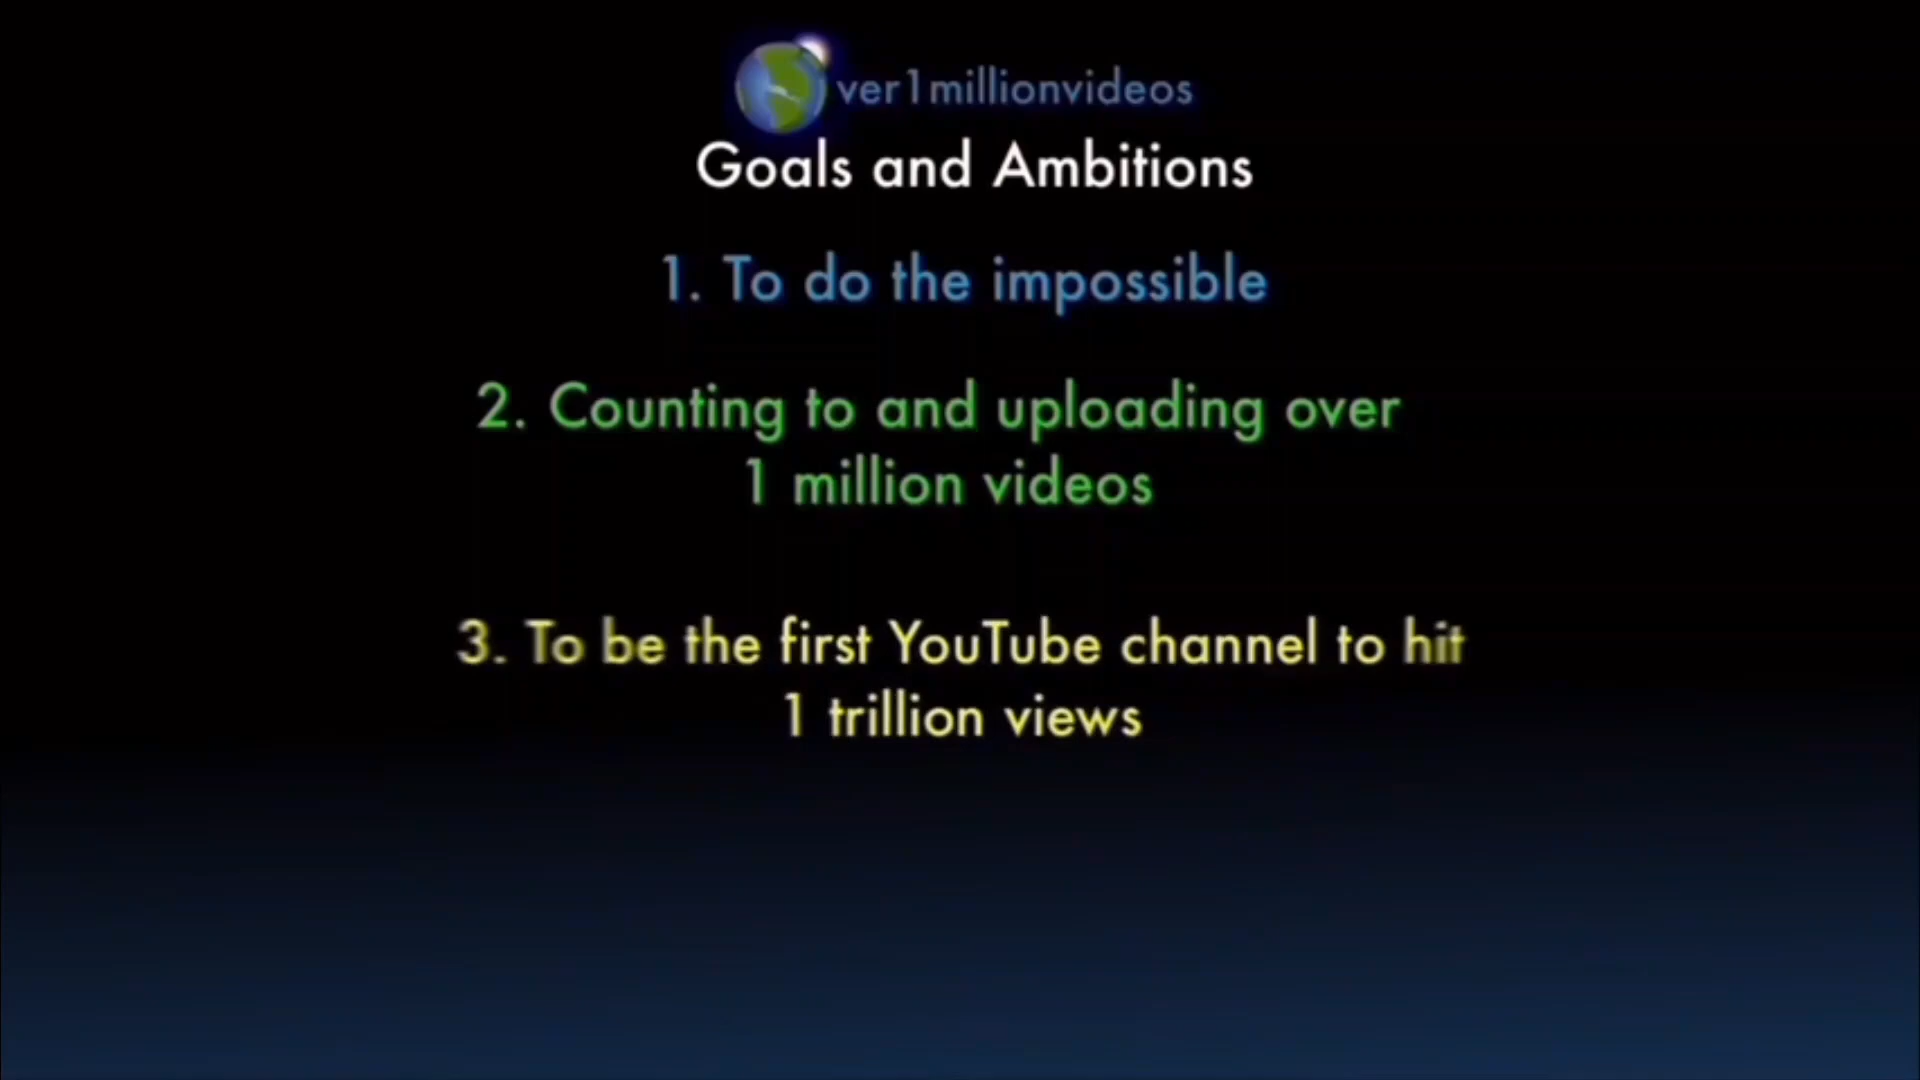 ver1millionvideos
Goals and Ambitions
1. To do the impossible
2. Counting to and uploading over
1 million videos
3. To be the first YouTube channel to hit
1 trillion views